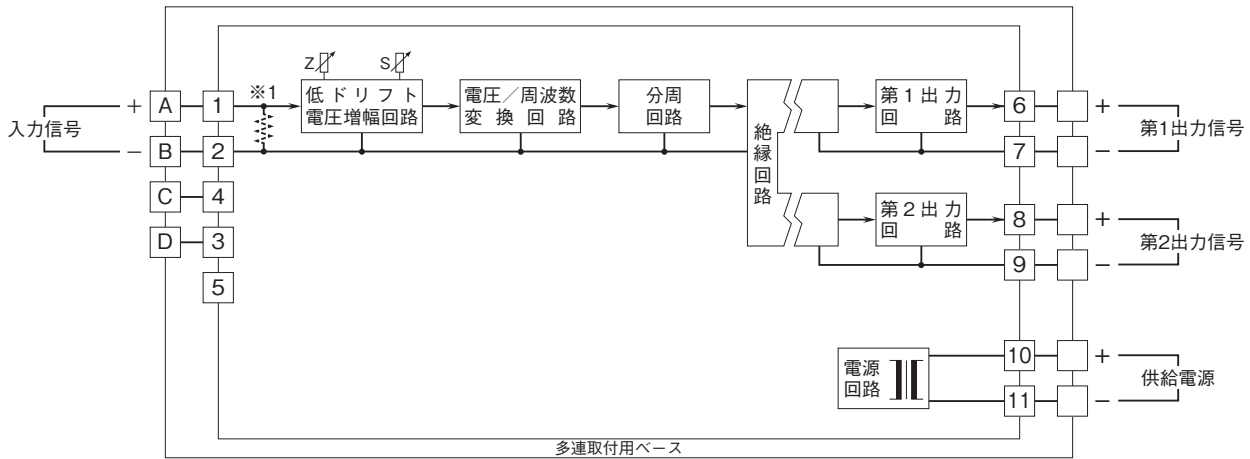 Z S
※1
低ドリフト
電圧増幅回路
電圧／周波数
変換回路
分周
回路
絶縁回路
第1出力
回路
第2出力
回路
入力信号
+ A 1
− B 2
C 4
D 3
5
6 +
7 −
第1出力信号
8 +
9 −
第2出力信号
電源
回路
10 +
11 −
供給電源
多連取付用ベース